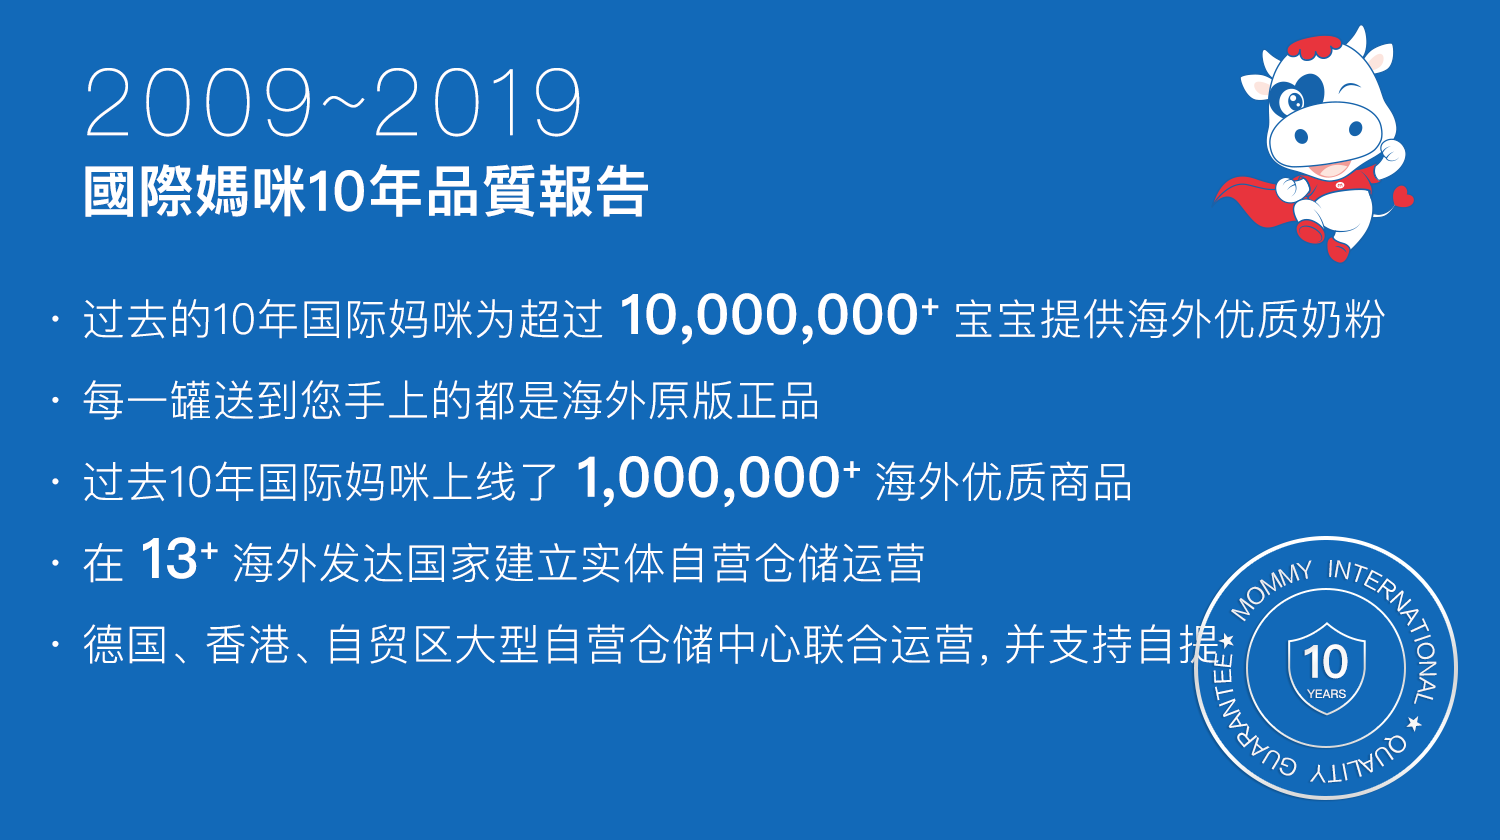 2009~2019
國際媽咪10年品質報告
· 过去的10年国际妈咪为超过 10,000,000+ 宝宝提供海外优质奶粉
· 每一罐送到您手上的都是海外原版正品
· 过去10年国际妈咪上线了 1,000,000+ 海外优质商品
· 在 13+ 海外发达国家建立实体自营仓储运营
· 德国、香港、自贸区大型自营仓储中心联合运营，并支持自提
★ MOMMY INTERNATIONAL ★ QUALITY GUARANTEE
10
YEARS
m